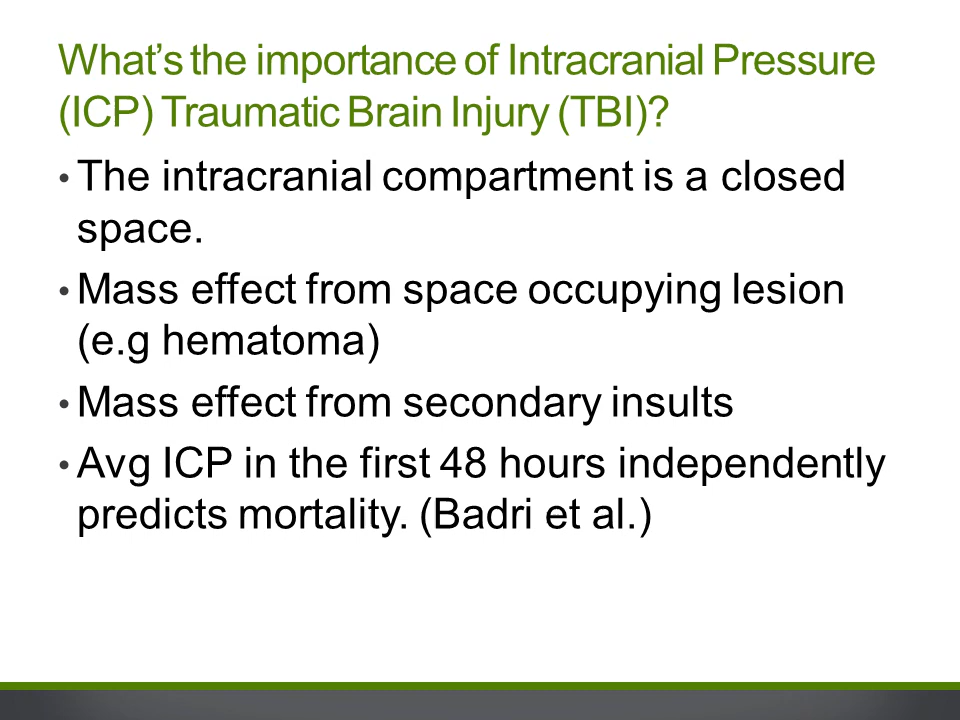 What’s the importance of Intracranial Pressure
(ICP) Traumatic Brain Injury (TBI)?
• The intracranial compartment is a closed
space.
• Mass effect from space occupying lesion
(e.g hematoma)
• Mass effect from secondary insults
• Avg ICP in the first 48 hours independently
predicts mortality. (Badri et al.)